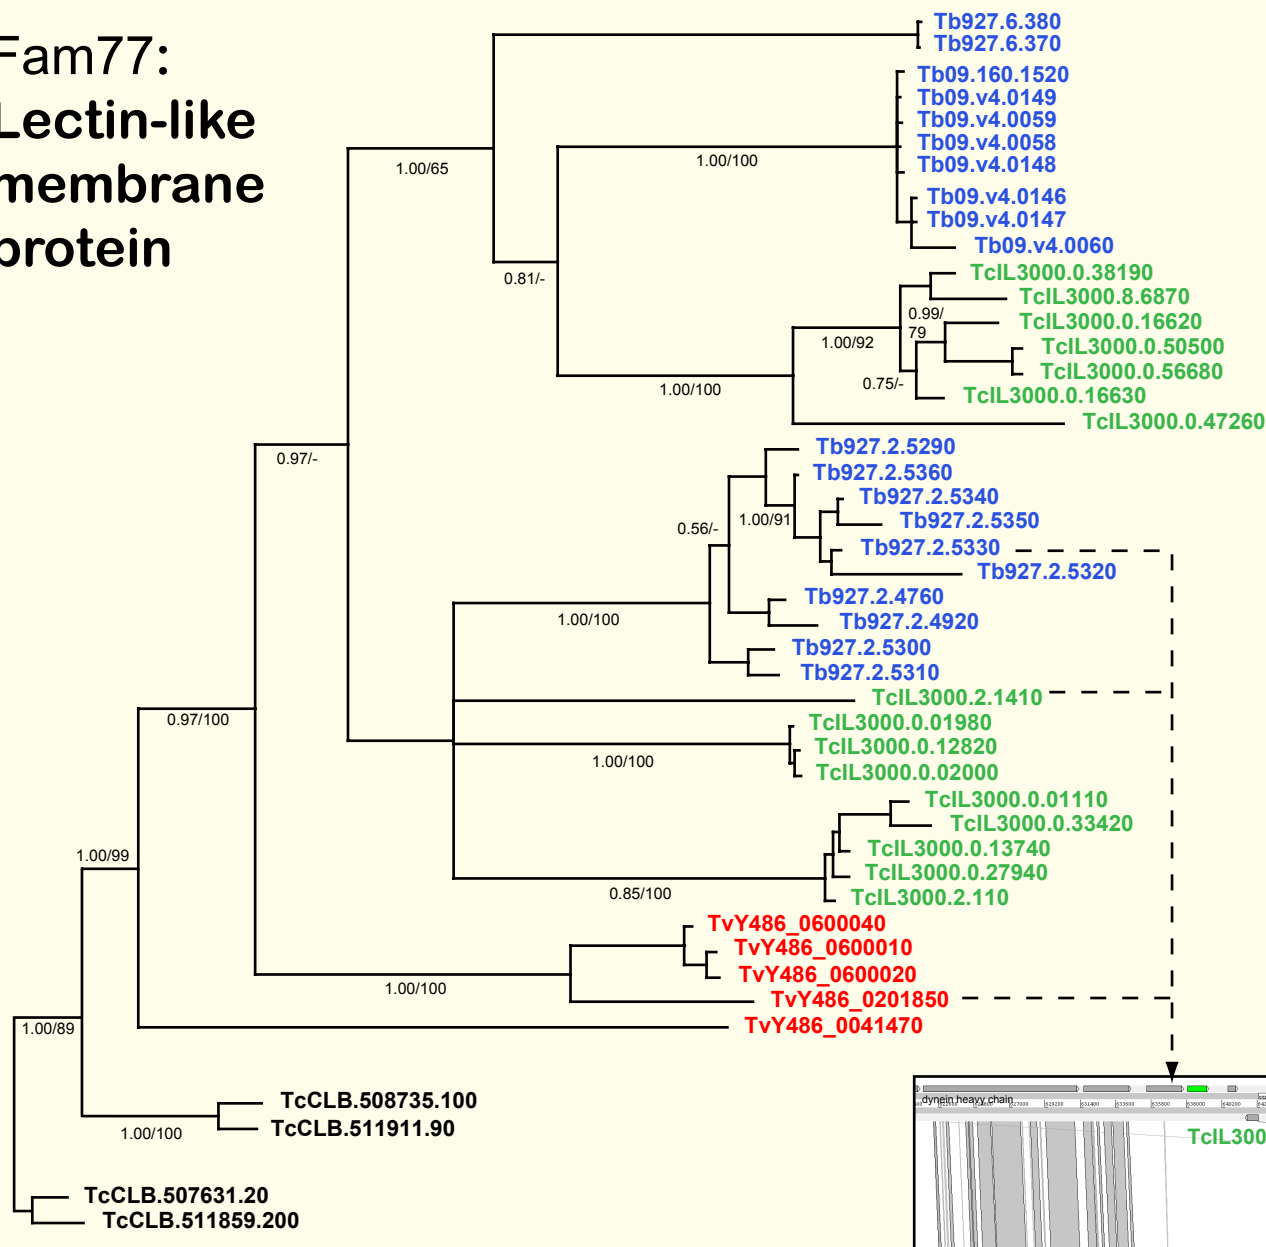 Fam77:
Lectin-like
membrane
protein
Tb927.6.380
Tb927.6.370
Tb09.160.1520
Tb09.v4.0149
Tb09.v4.0059
Tb09.v4.0058
Tb09.v4.0148
Tb09.v4.0146
Tb09.v4.0147
Tb09.v4.0060
1.00/65
1.00/100
0.81/-
TcIL3000.0.38190
TcIL3000.8.6870
TcIL3000.0.16620
TcIL3000.0.50500
TcIL3000.0.56680
TcIL3000.0.16630
TcIL3000.0.47260
0.99/
79
1.00/92
0.75/-
1.00/100
0.97/-
Tb927.2.5290
Tb927.2.5360
Tb927.2.5340
Tb927.2.5350
Tb927.2.5330
Tb927.2.5320
Tb927.2.4760
Tb927.2.4920
Tb927.2.5300
Tb927.2.5310
1.00/91
0.56/-
1.00/100
TcIL3000.2.1410
TcIL3000.0.01980
TcIL3000.0.12820
TcIL3000.0.02000
1.00/100
0.97/100
TcIL3000.0.01110
TcIL3000.0.33420
TcIL3000.0.13740
TcIL3000.0.27940
TcIL3000.2.110
0.85/100
1.00/99
TvY486_0600040
TvY486_0600010
TvY486_0600020
TvY486_0201850
TvY486_0041470
1.00/100
1.00/89
TcCLB.508735.100
TcCLB.511911.90
1.00/100
TcCLB.507631.20
TcCLB.511859.200
dynein heavy chain
627000 629200 631400 633600 635800 638000 640200
TcIL300